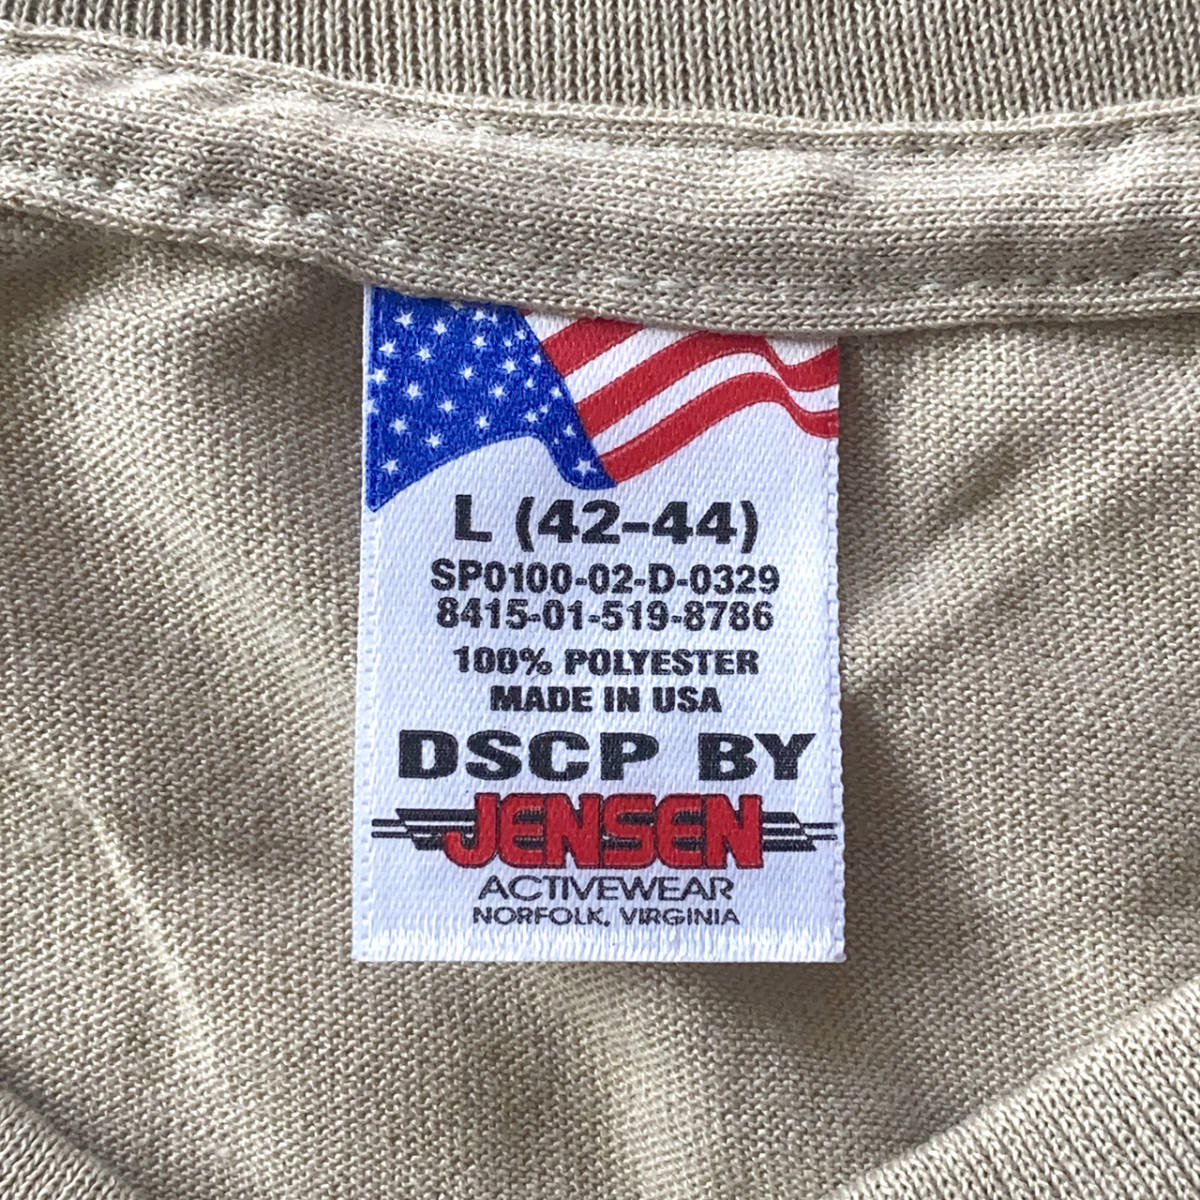 L (42-44)
SP0100-02-D-0329
8415-01-519-8786
100% POLYESTER
MADE IN USA
DSCP BY
JENSEN
ACTIVEWEAR
NORFOLK, VIRGINIA